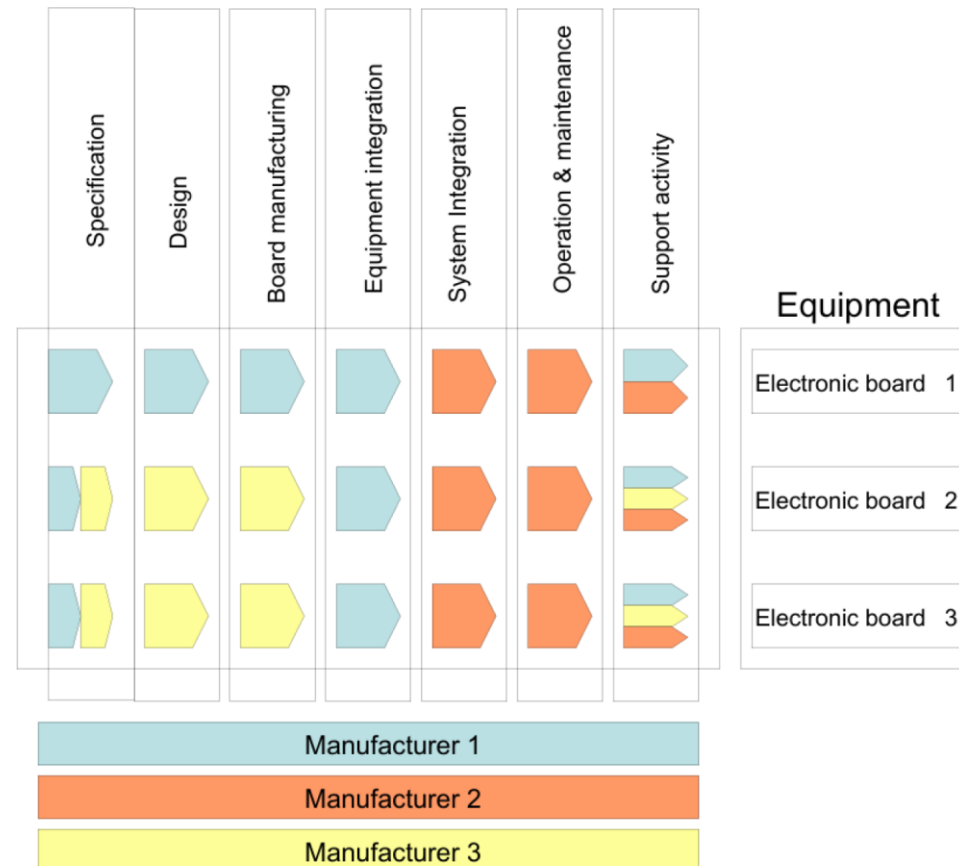 Specification
Design
Board manufacturing
Equipment integration
System Integration
Operation & maintenance
Support activity
Equipment
Electronic board 1
Electronic board 2
Electronic board 3
Manufacturer 1
Manufacturer 2
Manufacturer 3